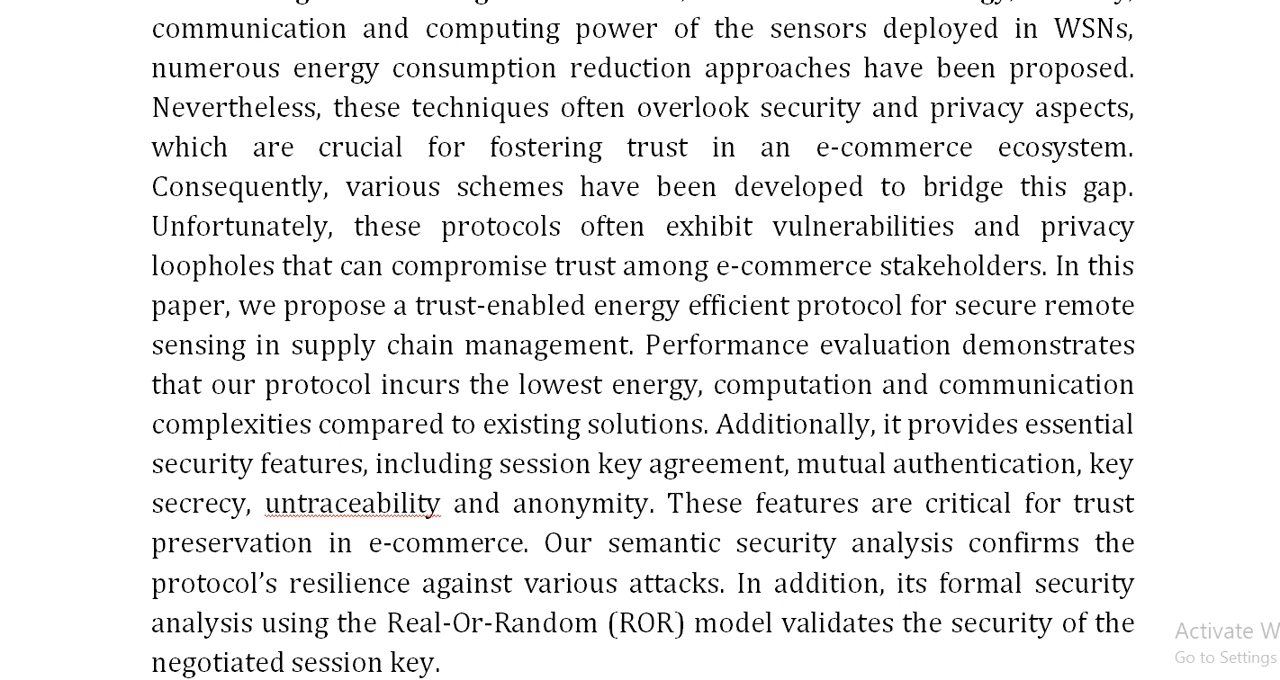 communication and computing power of the sensors deployed in WSNs,
numerous energy consumption reduction approaches have been proposed.
Nevertheless, these techniques often overlook security and privacy aspects,
which are crucial for fostering trust in an e-commerce ecosystem.
Consequently, various schemes have been developed to bridge this gap.
Unfortunately, these protocols often exhibit vulnerabilities and privacy
loopholes that can compromise trust among e-commerce stakeholders. In this
paper, we propose a trust-enabled energy efficient protocol for secure remote
sensing in supply chain management. Performance evaluation demonstrates
that our protocol incurs the lowest energy, computation and communication
complexities compared to existing solutions. Additionally, it provides essential
security features, including session key agreement, mutual authentication, key
secrecy, untraceability and anonymity. These features are critical for trust
preservation in e-commerce. Our semantic security analysis confirms the
protocol’s resilience against various attacks. In addition, its formal security
analysis using the Real-Or-Random (ROR) model validates the security of the
negotiated session key.
Activate W
Go to Settings